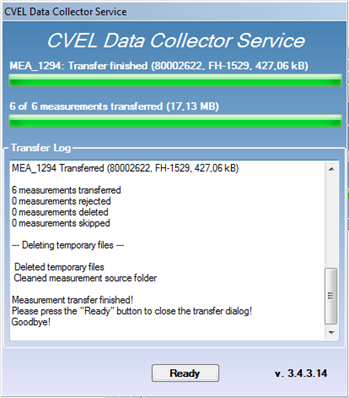 CVEL Data Collector Service
CVEL Data Collector Service
MEA_1294: Transfer finished (80002622, FH-1529, 427,06 kB)
6 of 6 measurements transferred (17,13 MB)
Transfer Log
MEA_1294 Transferred (80002622, FH-1529, 427,06 kB)
6 measurements transferred
0 measurements rejected
0 measurements deleted
0 measurements skipped
--- Deleting temporary files ---
Deleted temporary files
Cleaned measurement source folder
Measurement transfer finished!
Please press the "Ready" button to close the transfer dialog!
Goodbye!
Ready
v. 3.4.3.14